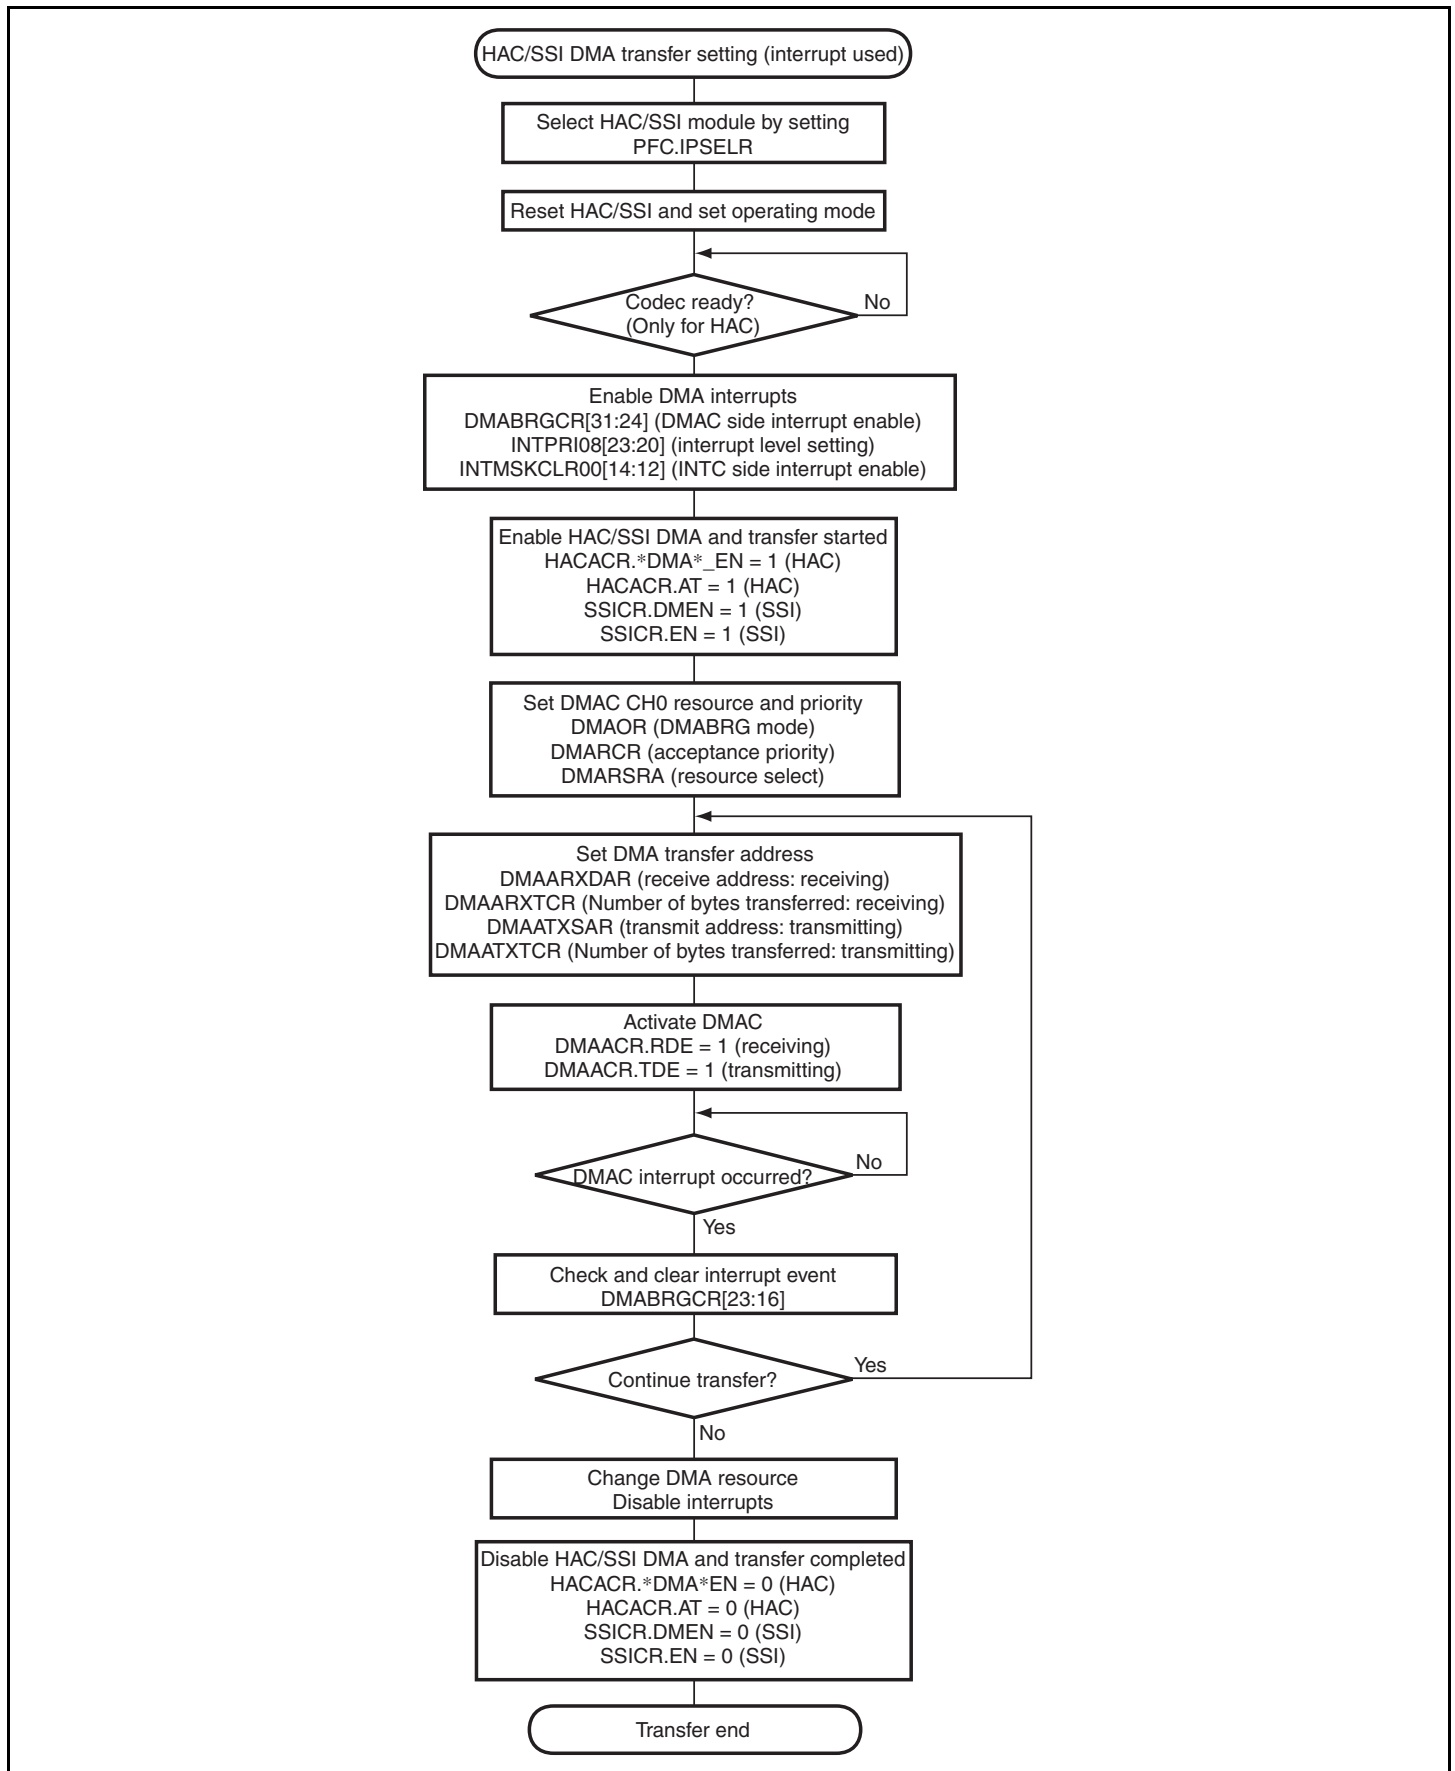 HAC/SSI DMA transfer setting (interrupt used)
Select HAC/SSI module by setting
PFC.IPSELR
Reset HAC/SSI and set operating mode
Codec ready?
(Only for HAC)
No
Enable DMA interrupts
DMABRGCR[31:24] (DMAC side interrupt enable)
INTPRI08[23:20] (interrupt level setting)
INTMSKCLR00[14:12] (INTC side interrupt enable)
Enable HAC/SSI DMA and transfer started
HACACR.*DMA*_EN = 1 (HAC)
HACACR.AT = 1 (HAC)
SSICR.DMEN = 1 (SSI)
SSICR.EN = 1 (SSI)
Set DMAC CH0 resource and priority
DMAOR (DMABRG mode)
DMARCR (acceptance priority)
DMARSRA (resource select)
Set DMA transfer address
DMAARXDAR (receive address: receiving)
DMAARXTCR (Number of bytes transferred: receiving)
DMAATXSAR (transmit address: transmitting)
DMAATXTCR (Number of bytes transferred: transmitting)
Activate DMAC
DMAACR.RDE = 1 (receiving)
DMAACR.TDE = 1 (transmitting)
DMAC interrupt occurred?
No
Yes
Check and clear interrupt event
DMABRGCR[23:16]
Continue transfer?
Yes
No
Change DMA resource
Disable interrupts
Disable HAC/SSI DMA and transfer completed
HACACR.*DMA*EN = 0 (HAC)
HACACR.AT = 0 (HAC)
SSICR.DMEN = 0 (SSI)
SSICR.EN = 0 (SSI)
Transfer end